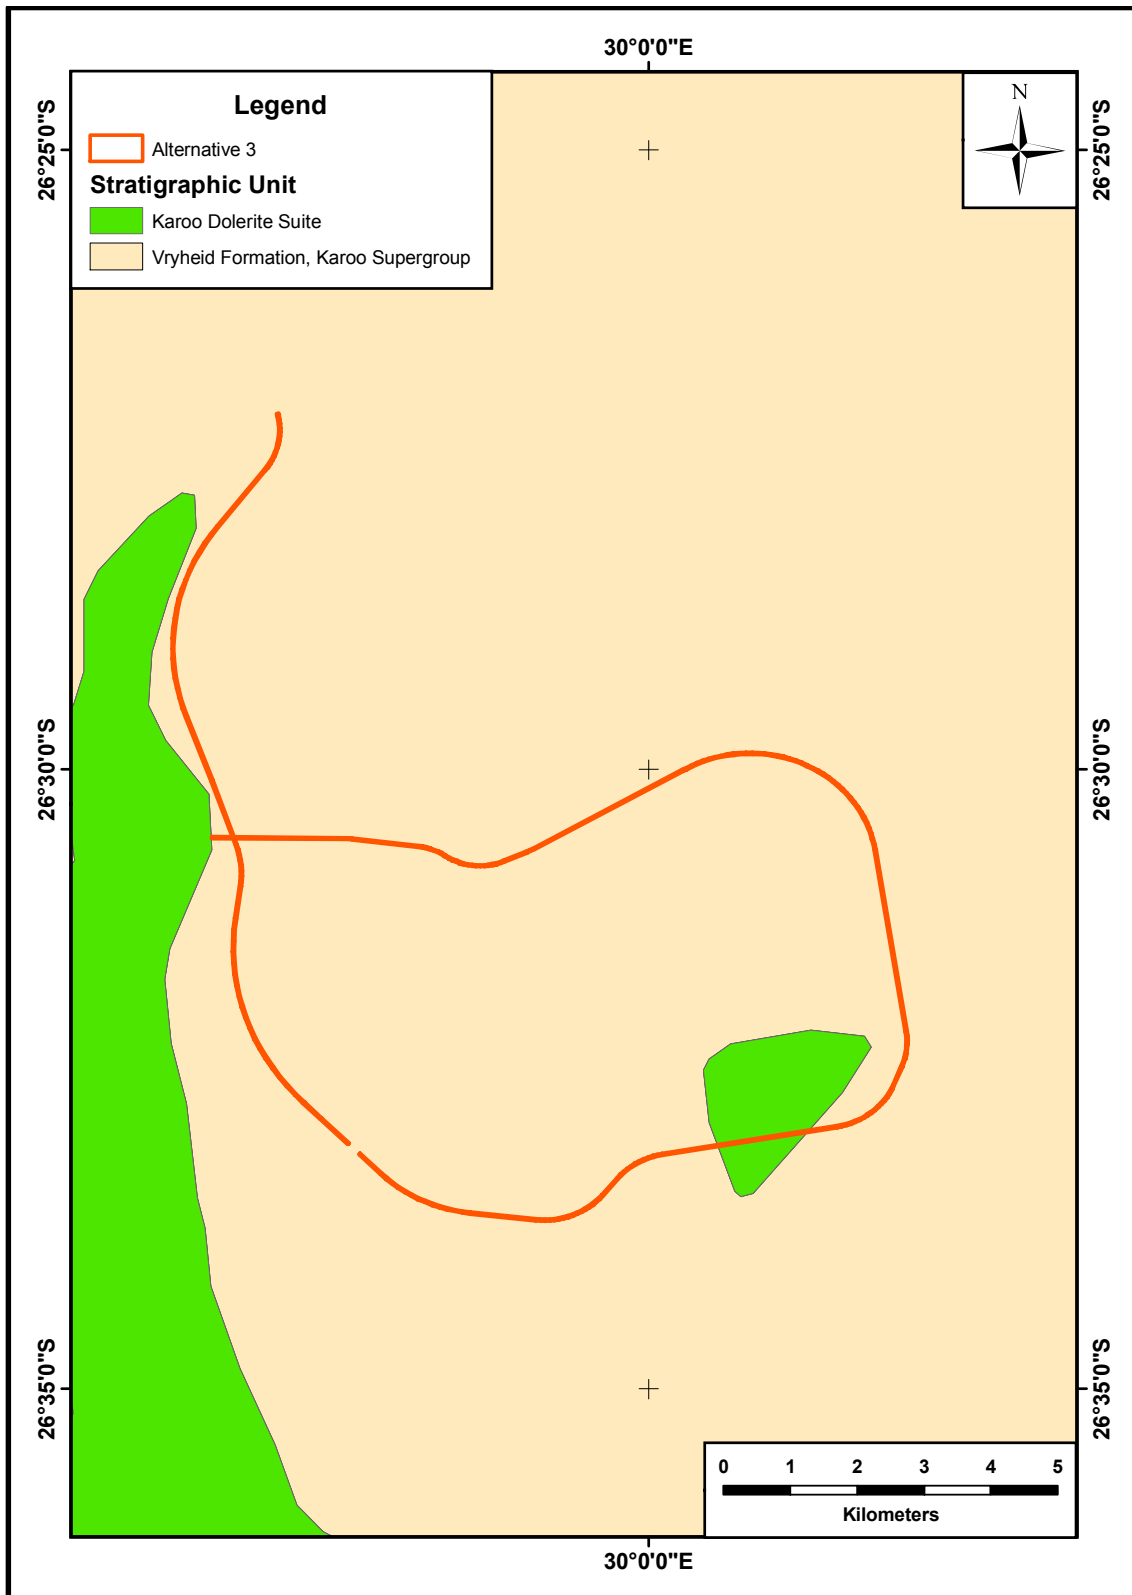 30°0'0"E
Legend
Alternative 3
Stratigraphic Unit
Karoo Dolerite Suite
Vryheid Formation, Karoo Supergroup
N
26°25'0"S
26°25'0"S
26°30'0"S
26°30'0"S
26°35'0"S
26°35'0"S
0 1 2 3 4 5
Kilometers
30°0'0"E